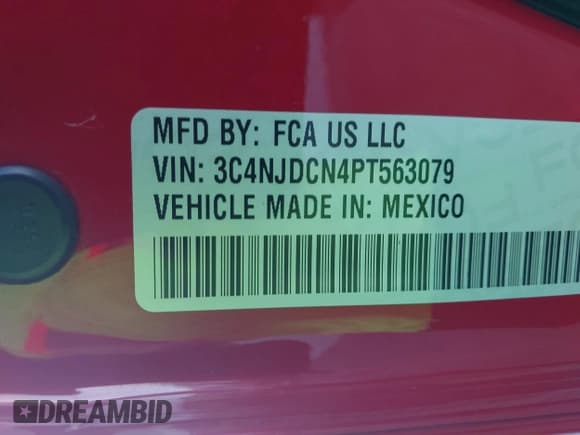 MFD BY: FCA US LLC
VIN: 3C4NJDCN4PT563079
VEHICLE MADE IN: MEXICO
DREAMBID